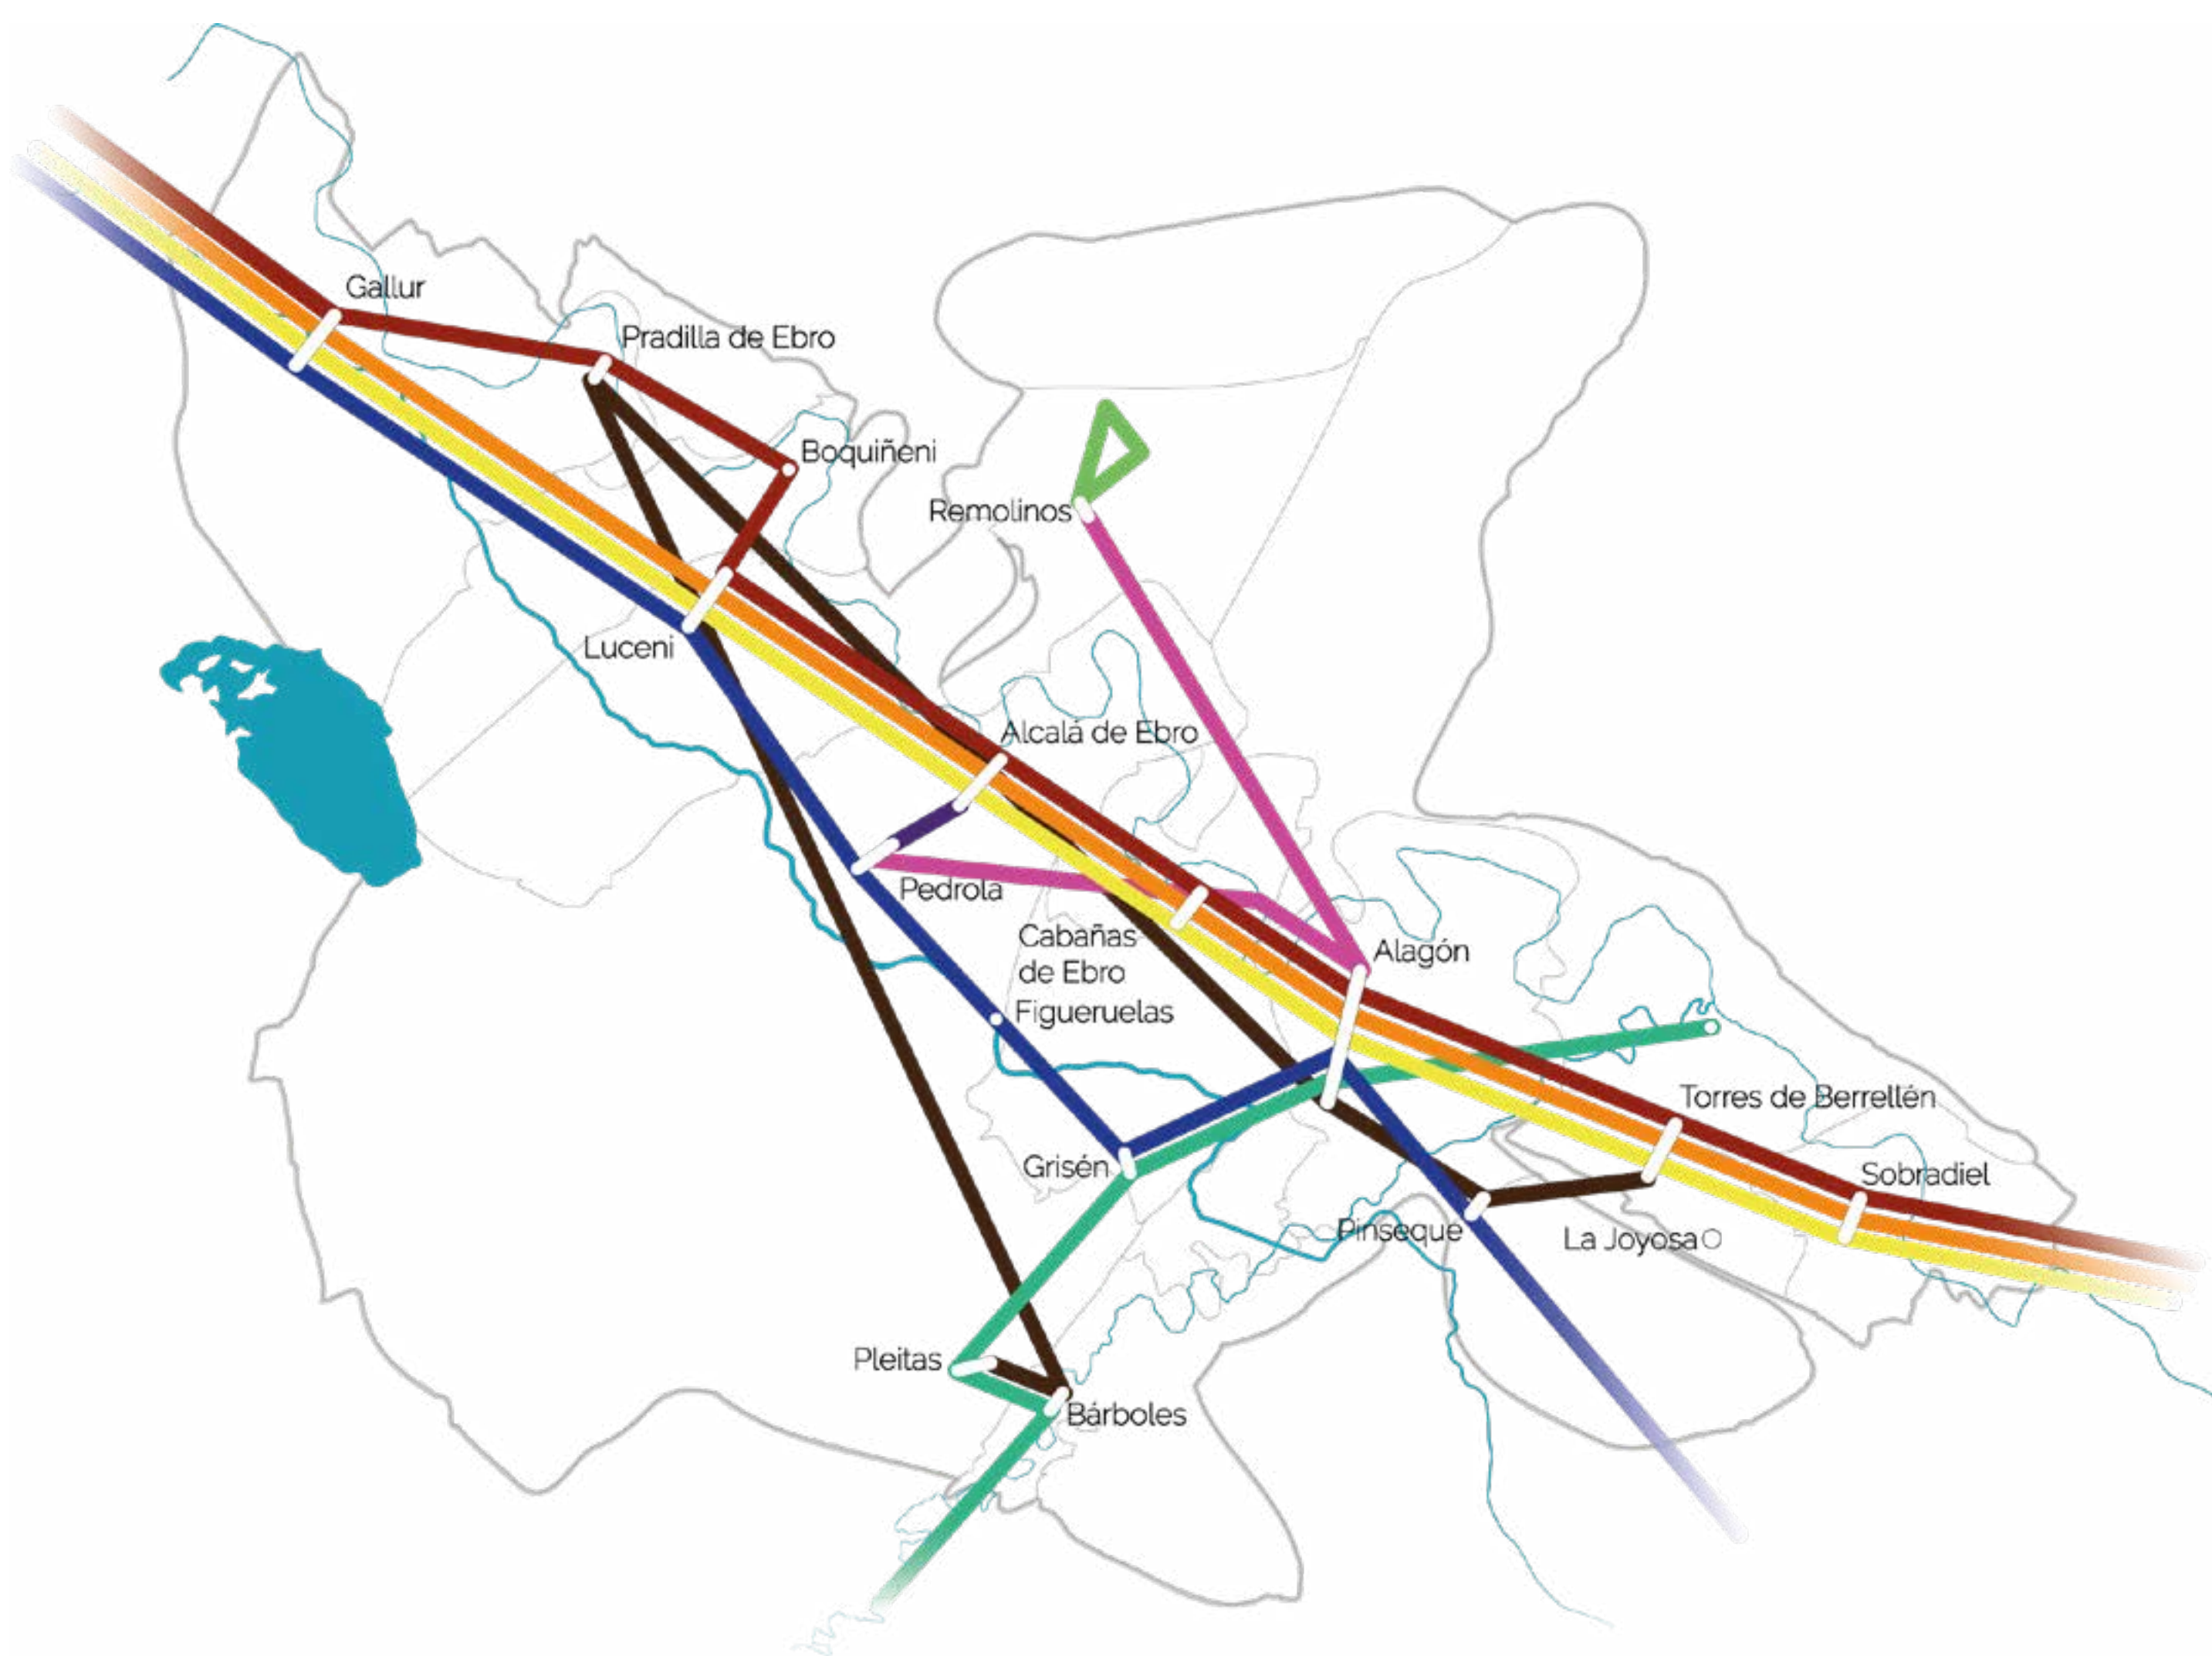 Gallur
Pradilla de Ebro
Boquiñeni
Remolinos
Luceni
Alcalá de Ebro
Pedrola
Cabañas
de Ebro
Alagón
Figueruelas
Torres de Berrellén
Grisén
Sobradiel
Pinseque
La Joyosa
Pleitas
Bárboles